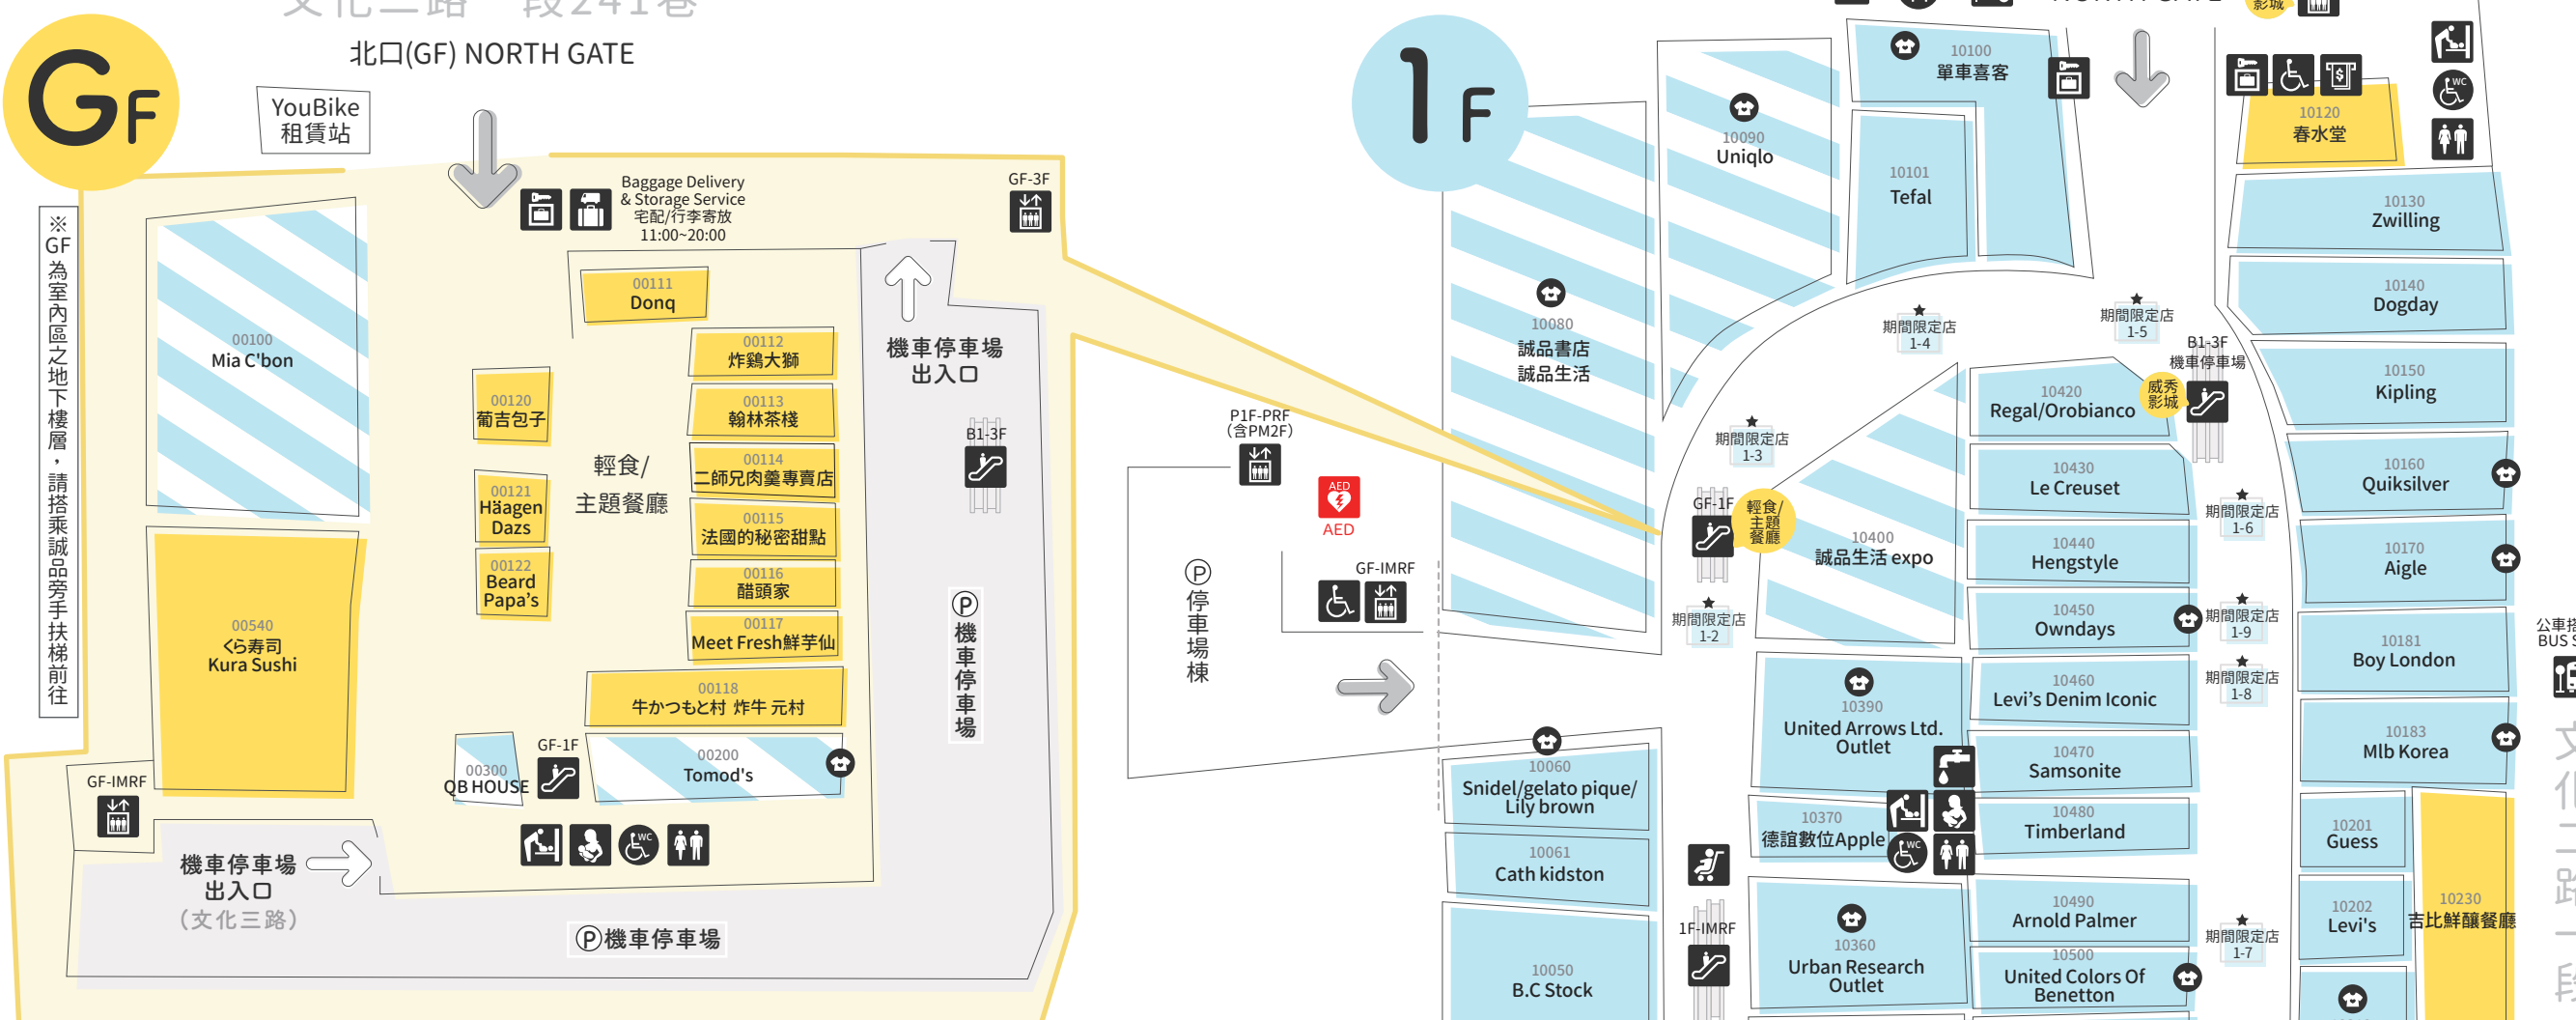 GF
北口(GF) NORTH GATE
YouBike
租賃站
※GF為室內區之地下樓層，請搭乘誠品旁手扶梯前往
Baggage Delivery
& Storage Service
宅配/行李寄放
11:00~20:00
GF-3F
00100
Mia C'bon
00111
Donq
00112
炸鷄大獅
00113
翰林茶棧
00114
二師兄肉羹專賣店
00115
法國的秘密甜點
00116
醋頭家
00117
Meet Fresh鮮芋仙
00118
牛かつもと村 炸牛 元村
00120
葡吉包子
00121
Häagen
Dazs
00122
Beard
Papa's
輕食/
主題餐廳
機車停車場
出入口
B1-3F
Ⓟ機車停車場
00540
くら寿司
Kura Sushi
00300
QB HOUSE
GF-1F
00200
Tomod's
GF-IMRF
WC
機車停車場
出入口
(文化三路)
Ⓟ機車停車場
1F
10080
誠品書店
誠品生活
10090
Uniqlo
10100
單車喜客
10101
Tefal
影城
10120
春水堂
WC
10130
Zwilling
10140
Dogday
10150
Kipling
10160
Quiksilver
10170
Aigle
10181
Boy London
10183
Mlb Korea
10201
Guess
10202
Levi's
10230
吉比鮮釀餐廳
期間限定店
1-4
期間限定店
1-5
B1-3F
機車停車場
威秀
影城
期間限定店
1-3
GF-1F
輕食/
主題
餐廳
期間限定店
1-2
10400
誠品生活 expo
10420
Regal/Orobianco
10430
Le Creuset
10440
Hengstyle
10450
Owndays
10460
Levi's Denim Iconic
10470
Samsonite
10480
Timberland
10490
Arnold Palmer
10500
United Colors Of
Benetton
期間限定店
1-6
期間限定店
1-9
期間限定店
1-8
期間限定店
1-7
P1F-PRF
(含PM2F)
AED
AED
GF-IMRF
Ⓟ停車場棟
10390
United Arrows Ltd.
Outlet
10370
德誼數位Apple
WC
10360
Urban Research
Outlet
10060
Snidel/gelato pique/
Lily brown
10061
Cath kidston
10050
B.C Stock
1F-IMRF